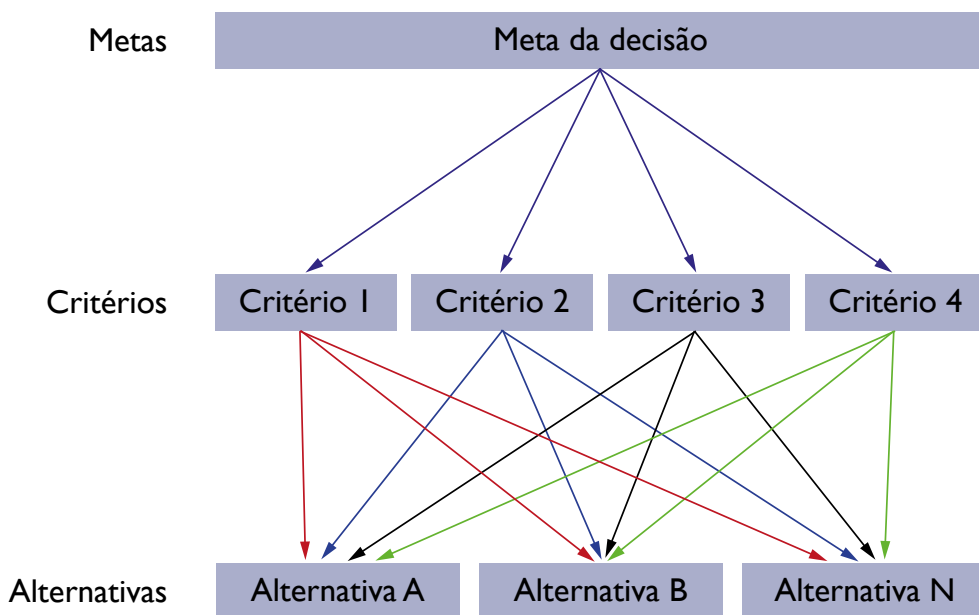 Metas
Meta da decisão
Critérios
Critério 1
Critério 2
Critério 3
Critério 4
Alternativas
Alternativa A
Alternativa B
Alternativa N